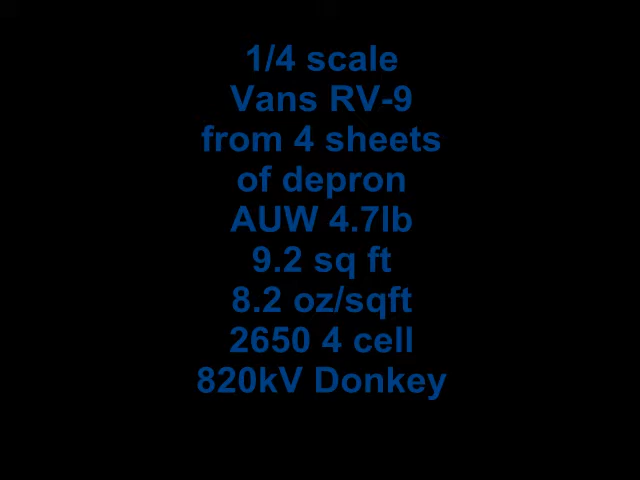 1/4 scale
Vans RV-9
from 4 sheets
of depron
AUW 4.7lb
9.2 sq ft
8.2 oz/sqft
2650 4 cell
820kV Donkey